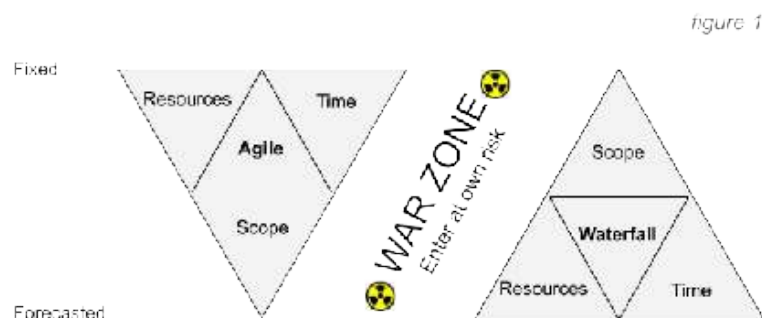 figure 1
Fixed
Resources
Time
Agile
Scope
WAR ZONE
Enter at own risk
Scope
Waterfall
Resources
Time
Forecasted